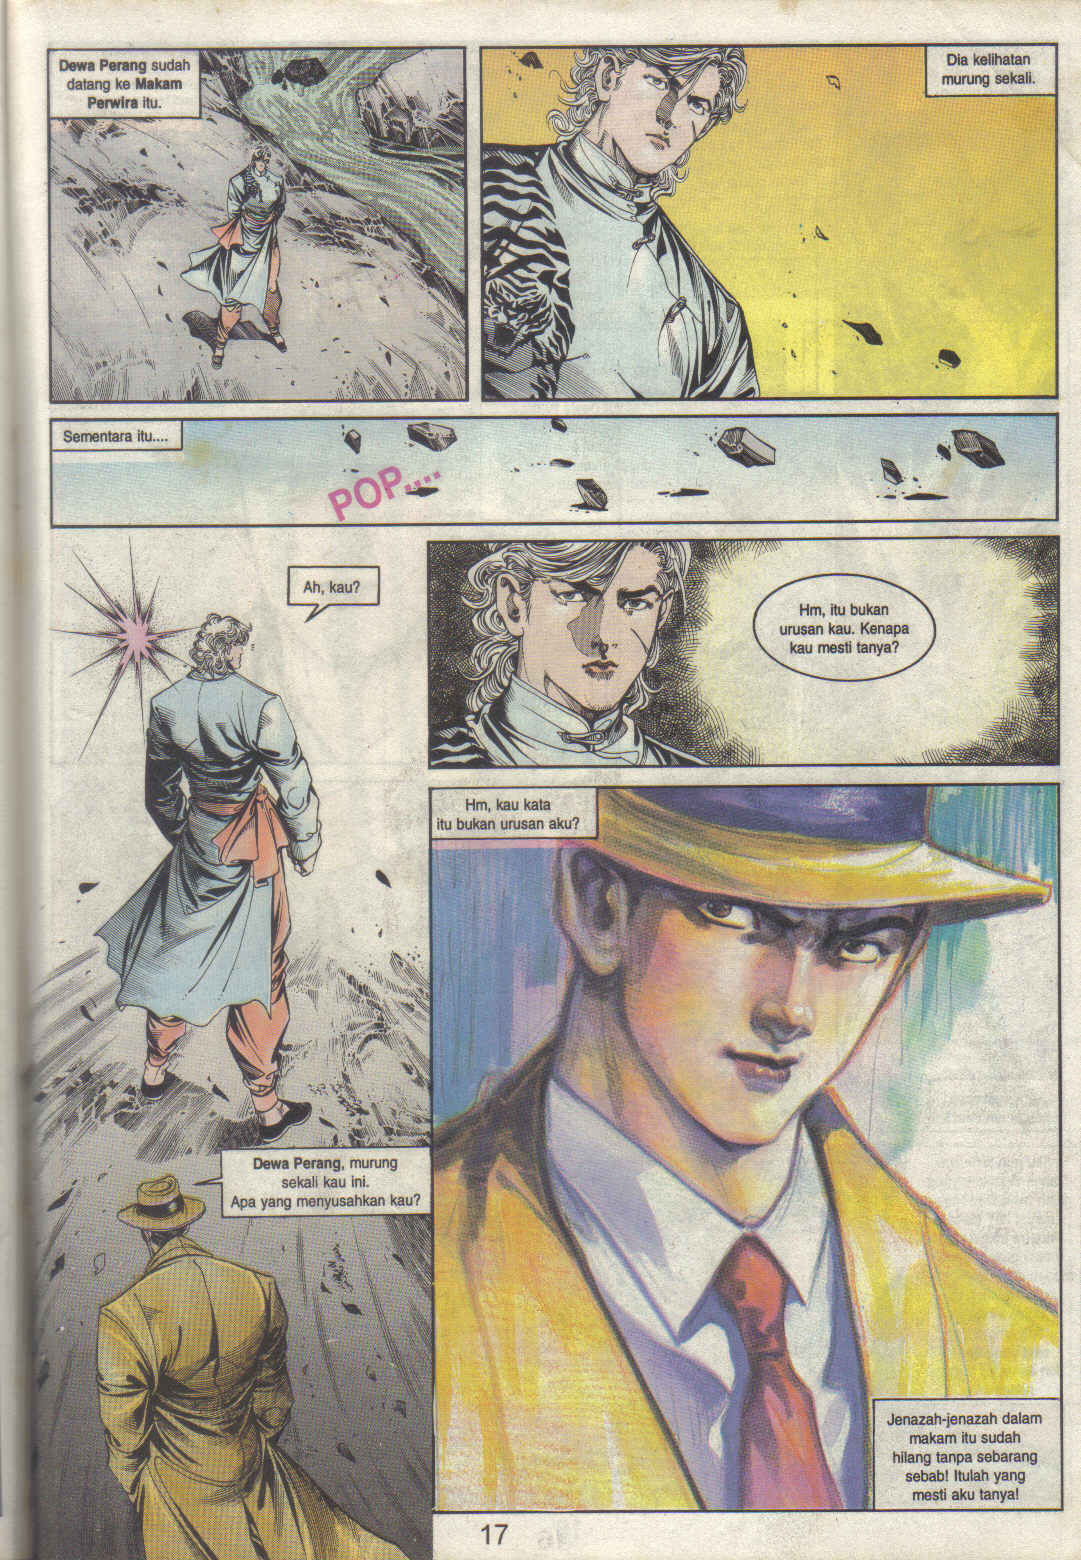 Dewa Perang sudah
datang ke Makam
Perwira itu.
Dia kelihatan
murung sekali.
Sementara itu....
POP....
Ah, kau?
Hm, itu bukan
urusan kau. Kenapa
kau mesti tanya?
Dewa Perang, murung
sekali kau ini.
Apa yang menyusahkan kau?
Hm, kau kata
itu bukan urusan aku?
Jenazah-jenazah dalam
makam itu sudah
hilang tanpa sebarang
sebab! Itulah yang
mesti aku tanya!
17